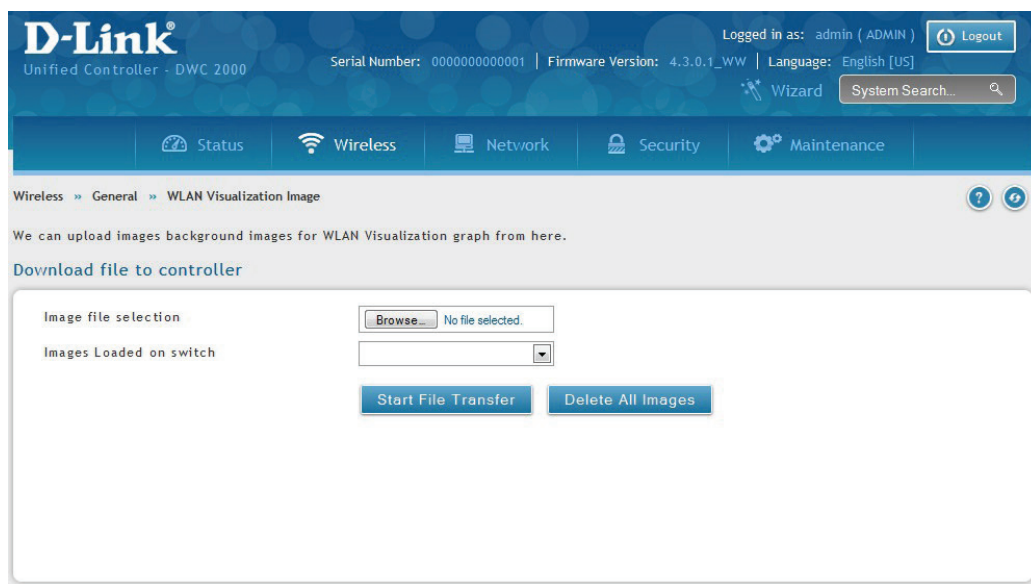 D-Link®
Unified Controller - DWC 2000
Logged in as: admin ( ADMIN ) Logout
Serial Number: 0000000000001 | Firmware Version: 4.3.0.1_WW | Language: English [US]
Wizard System Search...
Status Wireless Network Security Maintenance
Wireless » General » WLAN Visualization Image ?
We can upload images background images for WLAN Visualization graph from here.
Download file to controller
Image file selection Browse... No file selected.
Images Loaded on switch
Start File Transfer Delete All Images